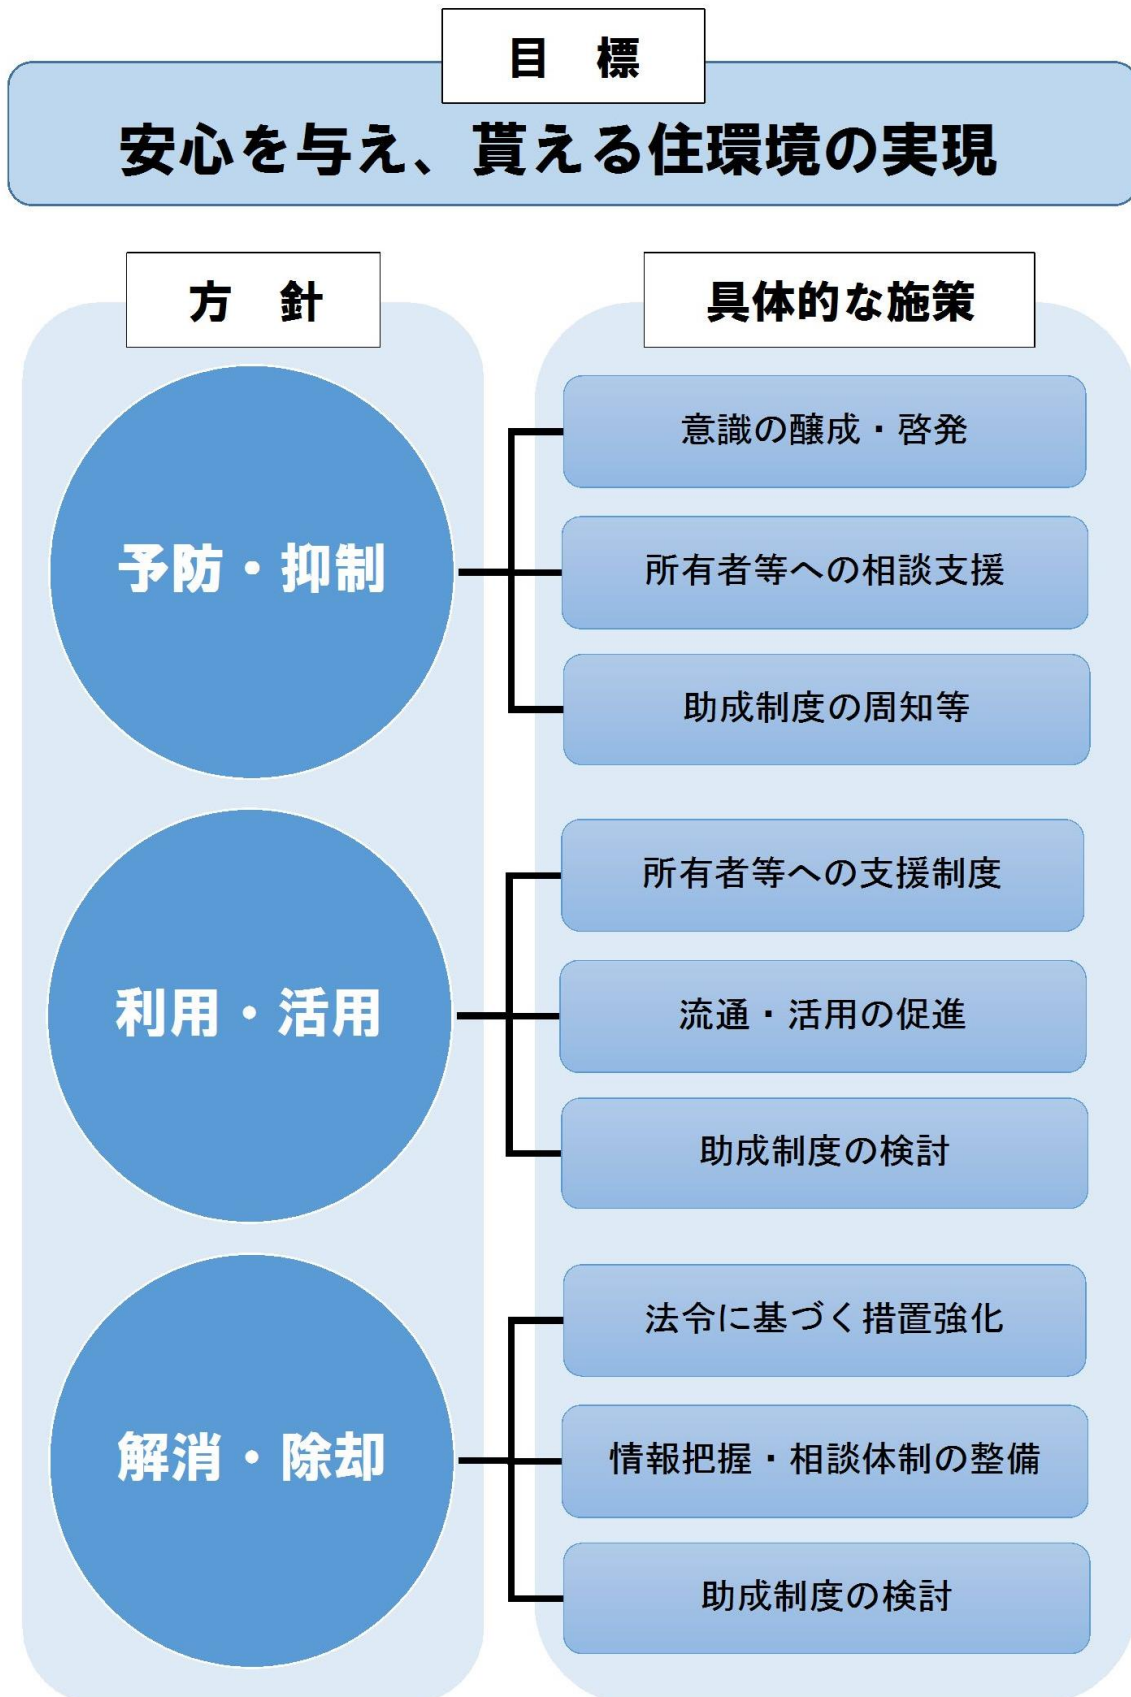 目　標
安心を与え、貰える住環境の実現
方　針
具体的な施策
予防・抑制
意識の醸成・啓発
所有者等への相談支援
助成制度の周知等
利用・活用
所有者等への支援制度
流通・活用の促進
助成制度の検討
解消・除却
法令に基づく措置強化
情報把握・相談体制の整備
助成制度の検討